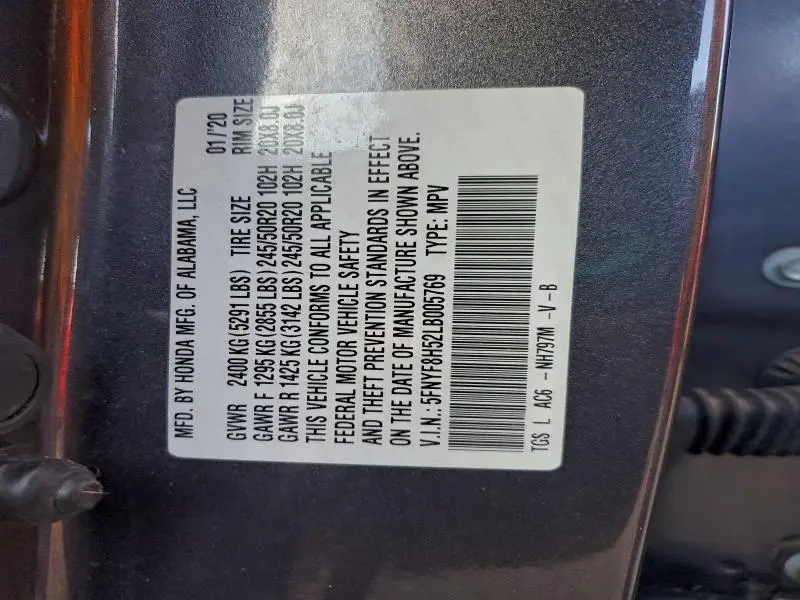 MFD. BY HONDA MFG. OF ALABAMA, LLC 01/'20
GVWR 2400 KG (5291 LBS) TIRE SIZE RIM SIZE
GAWR F 1295 KG (2855 LBS) 245/50R20 102H 20X8.0J
GAWR R 1425 KG (3142 LBS) 245/50R20 102H 20X8.0J
THIS VEHICLE CONFORMS TO ALL APPLICABLE
FEDERAL MOTOR VEHICLE SAFETY
AND THEFT PREVENTION STANDARDS IN EFFECT
ON THE DATE OF MANUFACTURE SHOWN ABOVE.
V.I.N.: 5FNYF8H52LB005769 TYPE: MPV
TGS L AC6 - NH797M -V-B